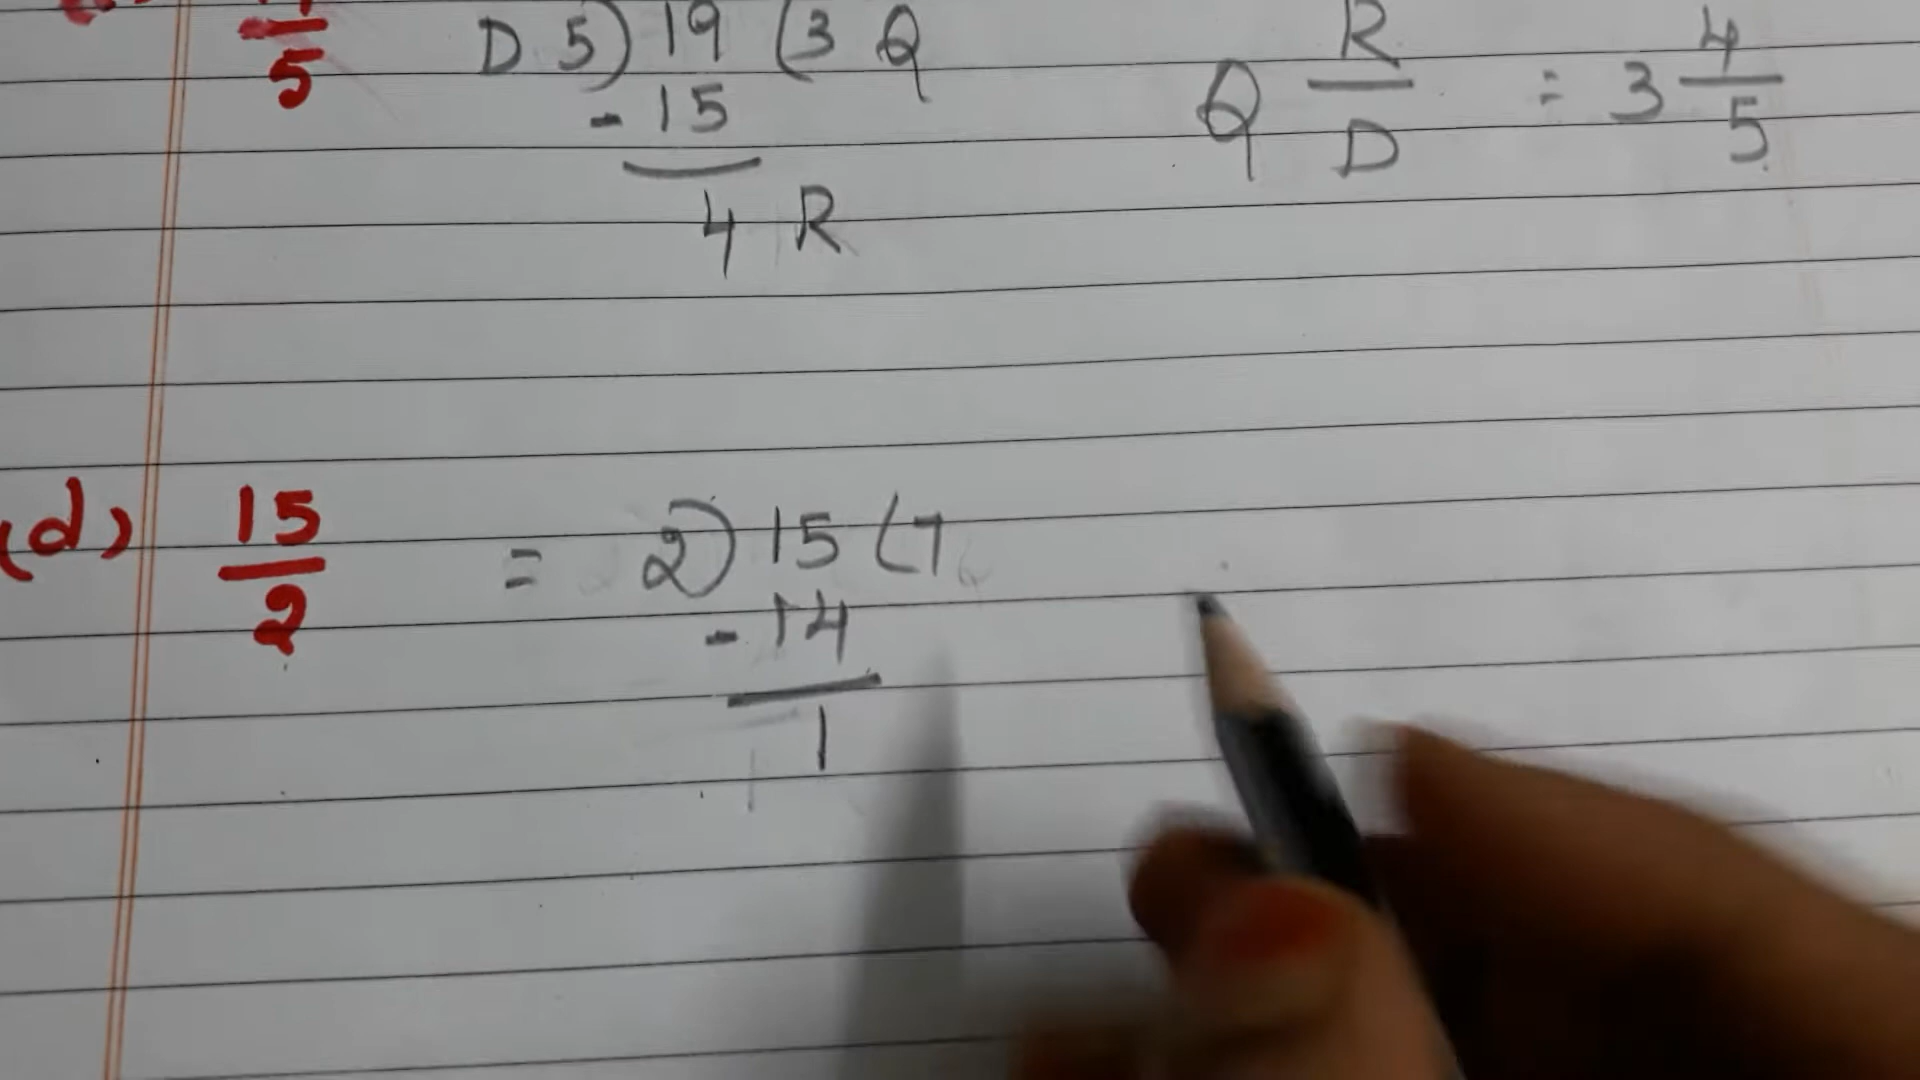 5 D 5) 19 (3 Q Q R/D = 3 4/5
- 15
4 R
(d) 15/2 = 2) 15 (7
- 14
1